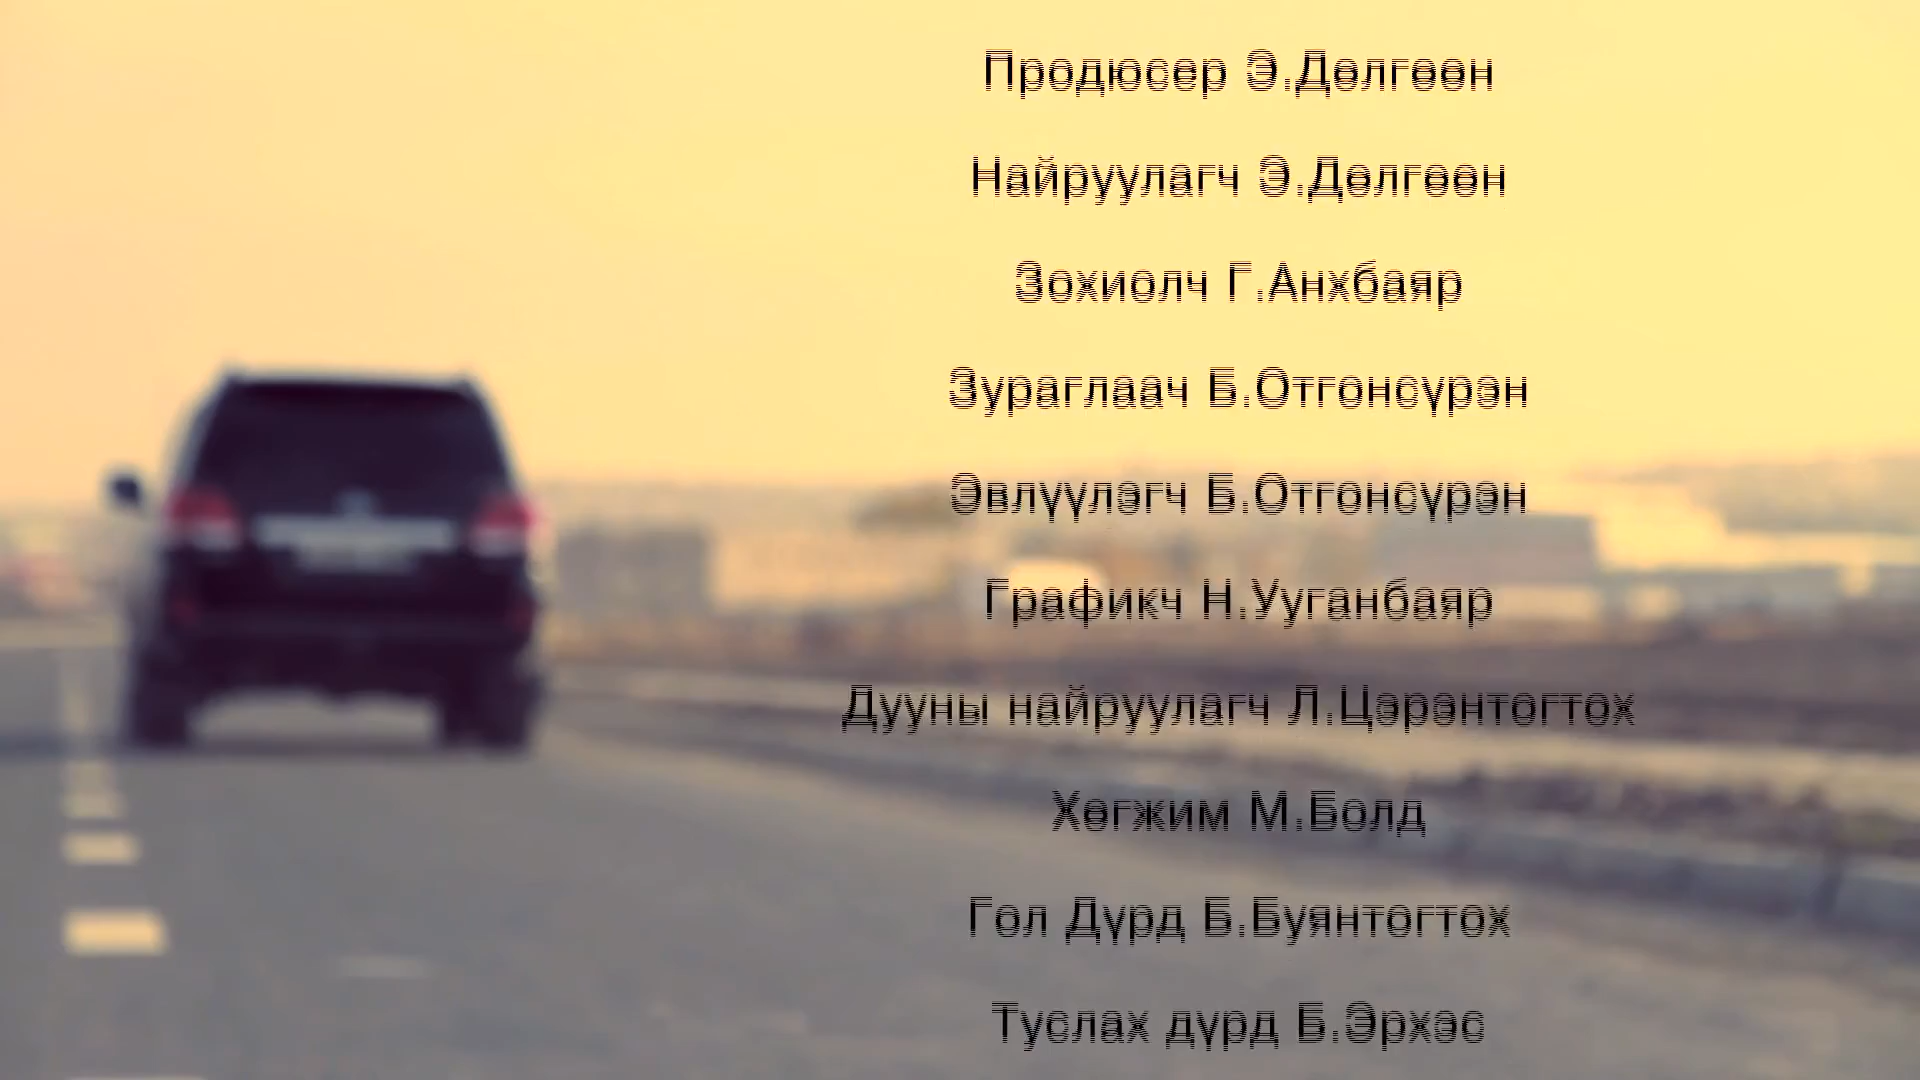 Продюсер Э.Дөлгөөн
Найруулагч Э.Дөлгөөн
Зохиолч Г.Анхбаяр
Зураглаач Б.Отгонсүрэн
Эвлүүлэгч Б.Отгонсүрэн
Графикч Н.Ууганбаяр
Дууны найруулагч Л.Цэрэнтогтох
Хөгжим М.Болд
Гол Дүрд Б.Буянтогтох
Туслах дүрд Б.Эрхэс